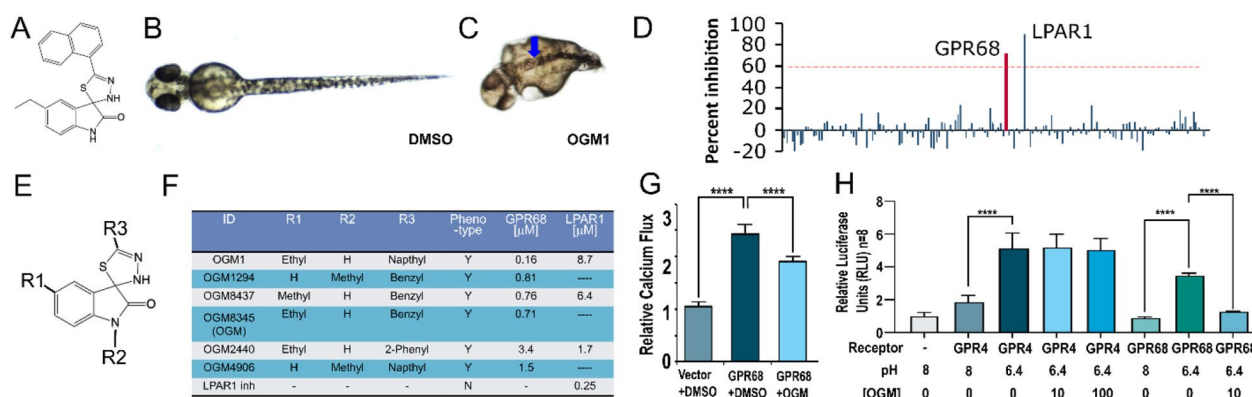 A
S
N
NH
O
N
H
B
DMSO
C
OGM1
D
Percent inhibition
100
80
60
40
20
0
-20
GPR68
LPAR1
E
R3
S
N
NH
R1
O
N
R2
F
ID R1 R2 R3 Pheno-type GPR68 [µM] LPAR1 [µM]
OGM1 Ethyl H Napthyl Y 0.16 8.7
OGM1294 H Methyl Benzyl Y 0.81 ----
OGM8437 Methyl H Benzyl Y 0.76 6.4
OGM8345 (OGM) Ethyl H Benzyl Y 0.71 ----
OGM2440 Ethyl H 2-Phenyl Y 3.4 1.7
OGM4906 H Methyl Napthyl Y 1.5 ----
LPAR1 inh - - - N - 0.25
G
Relative Calcium Flux
3
2
1
0
**** ****
Vector +DMSO GPR68 +DMSO GPR68 +OGM
H
Relative Luciferase
Units (RLU) n=8
8
6
4
2
0
**** **** ****
Receptor - GPR4 GPR4 GPR4 GPR4 GPR68 GPR68 GPR68
pH 8 8 6.4 6.4 6.4 8 6.4 6.4
[OGM] 0 0 0 10 100 0 0 10